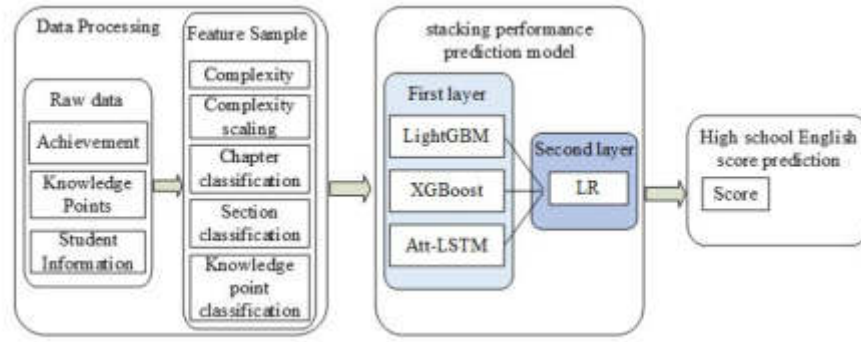 Data Processing
Raw data
Achievement
Knowledge
Points
Student
Information
Feature Sample
Complexity
Complexity
scaling
Chapter
classification
Section
classification
Knowledge
point
classification
stacking performance
prediction model
First layer
LightGBM
XGBoost
Att-LSTM
Second layer
LR
High school English
score prediction
Score